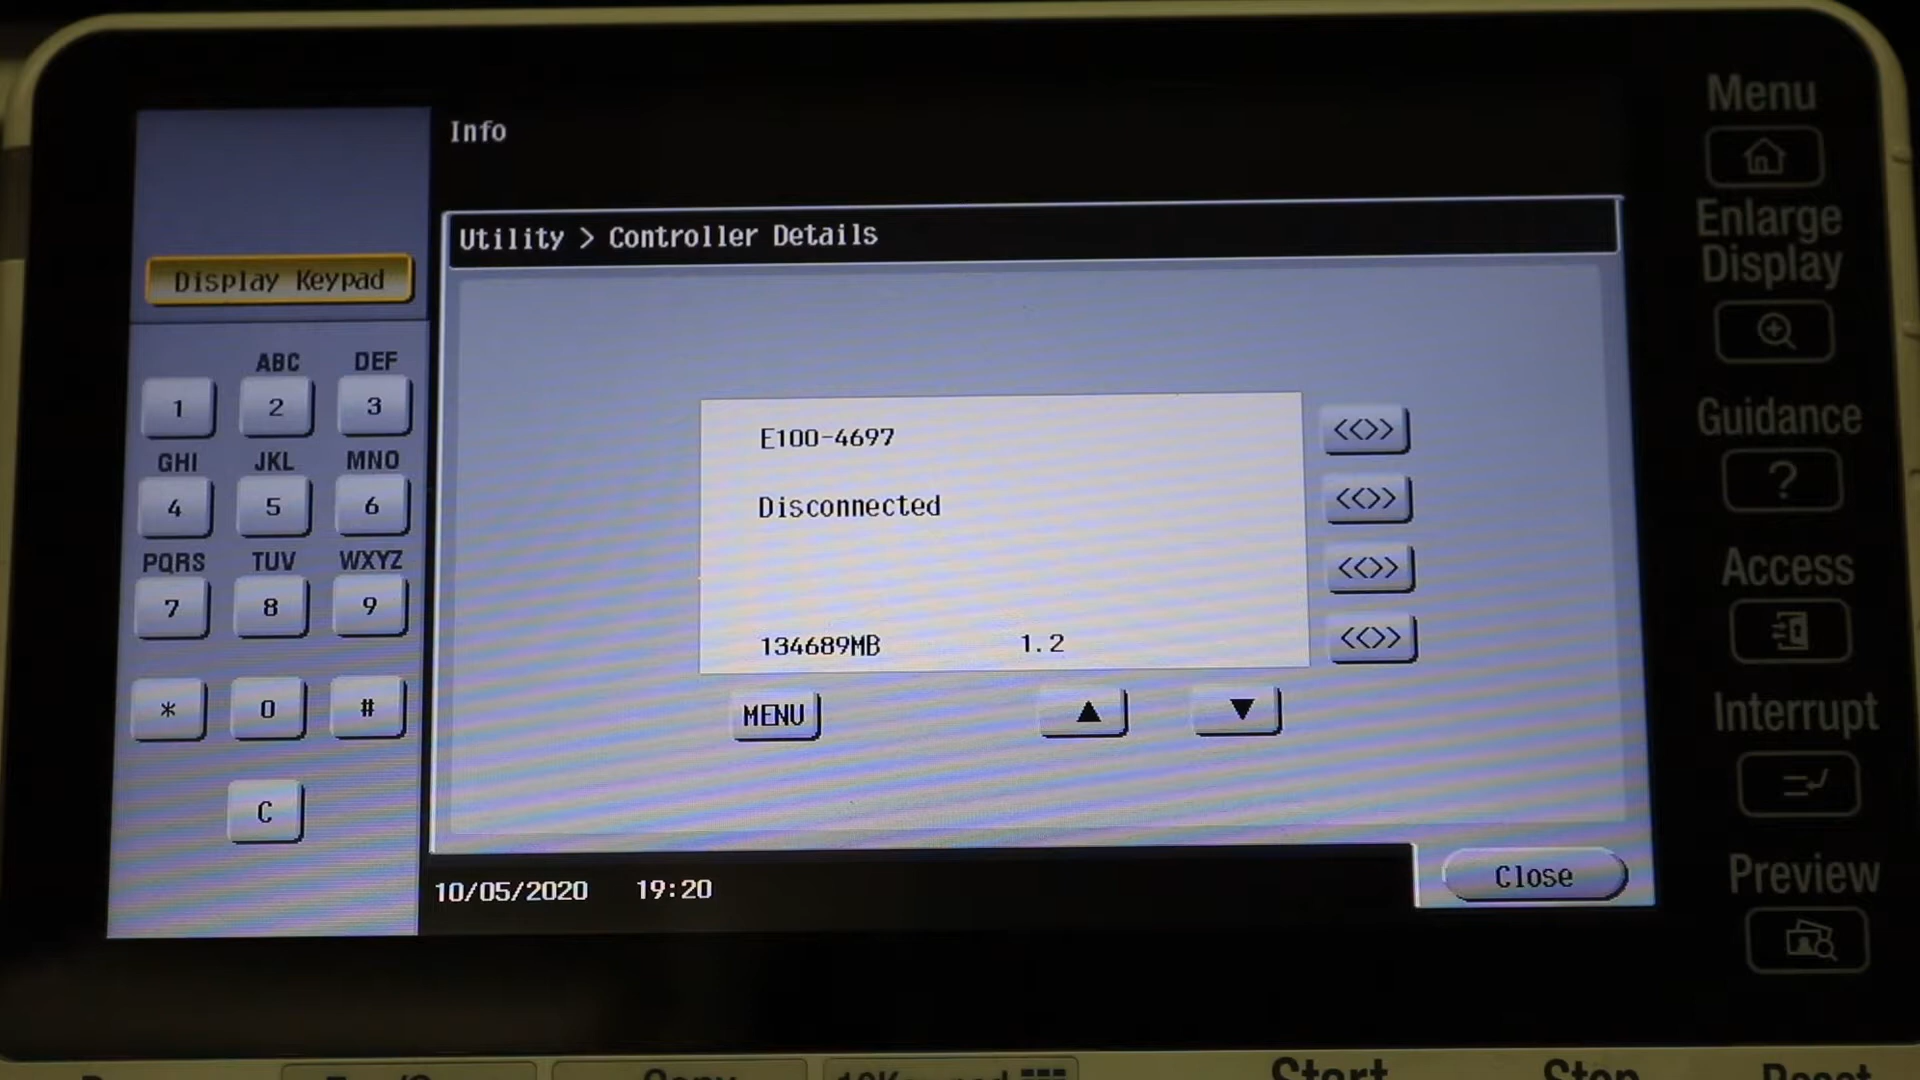 Info
Utility > Controller Details
Display Keypad
ABC DEF
1 2 3
GHI JKL MNO
4 5 6
PQRS TUV WXYZ
7 8 9
* 0 #
C
E100-4697
Disconnected
134689MB 1.2
<<>>
<<>>
<<>>
<<>>
MENU ▲ ▼
10/05/2020 19:20
Close
Menu
Enlarge
Display
Guidance
?
Access
Interrupt
Preview
Start
Stop
Reset